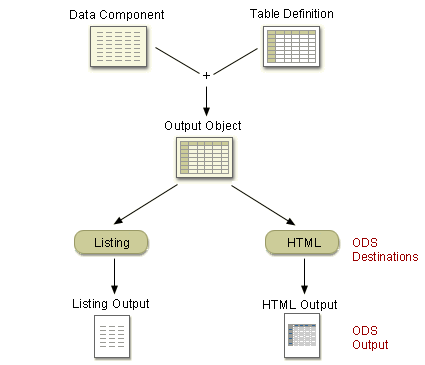 Data Component
Table Definition
+
Output Object
Listing
HTML
ODS
Destinations
Listing Output
HTML Output
ODS
Output